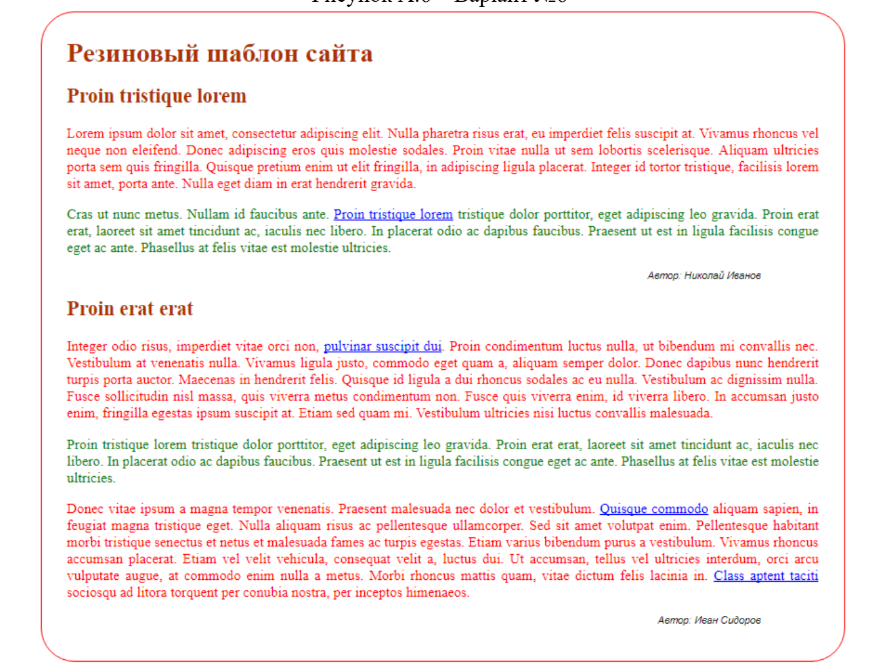 Рисунок А.6 – Варіант №6
Резиновый шаблон сайта
Proin tristique lorem
Lorem ipsum dolor sit amet, consectetur adipiscing elit. Nulla pharetra risus erat, eu imperdiet felis suscipit at. Vivamus rhoncus vel
neque non eleifend. Donec adipiscing eros quis molestie sodales. Proin vitae nulla ut sem lobortis scelerisque. Aliquam ultricies
porta sem quis fringilla. Quisque pretium enim ut elit fringilla, in adipiscing ligula placerat. Integer id tortor tristique, facilisis lorem
sit amet, porta ante. Nulla eget diam in erat hendrerit gravida.
Cras ut nunc metus. Nullam id faucibus ante. Proin tristique lorem tristique dolor porttitor, eget adipiscing leo gravida. Proin erat
erat, laoreet sit amet tincidunt ac, iaculis nec libero. In placerat odio ac dapibus faucibus. Praesent ut est in ligula facilisis congue
eget ac ante. Phasellus at felis vitae est molestie ultricies.
Автор: Николай Иванов
Proin erat erat
Integer odio risus, imperdiet vitae orci non, pulvinar suscipit dui. Proin condimentum luctus nulla, ut bibendum mi convallis nec.
Vestibulum at venenatis nulla. Vivamus ligula justo, commodo eget quam a, aliquam semper dolor. Donec dapibus nunc hendrerit
turpis porta auctor. Maecenas in hendrerit felis. Quisque id ligula a dui rhoncus sodales ac eu nulla. Vestibulum ac dignissim nulla.
Fusce sollicitudin nisl massa, quis viverra metus condimentum non. Fusce quis viverra enim, id viverra libero. In accumsan justo
enim, fringilla egestas ipsum suscipit at. Etiam sed quam mi. Vestibulum ultricies nisi luctus convallis malesuada.
Proin tristique lorem tristique dolor porttitor, eget adipiscing leo gravida. Proin erat erat, laoreet sit amet tincidunt ac, iaculis nec
libero. In placerat odio ac dapibus faucibus. Praesent ut est in ligula facilisis congue eget ac ante. Phasellus at felis vitae est molestie
ultricies.
Donec vitae ipsum a magna tempor venenatis. Praesent malesuada nec dolor et vestibulum. Quisque commodo aliquam sapien, in
feugiat magna tristique eget. Nulla aliquam risus ac pellentesque ullamcorper. Sed sit amet volutpat enim. Pellentesque habitant
morbi tristique senectus et netus et malesuada fames ac turpis egestas. Etiam varius bibendum purus a vestibulum. Vivamus rhoncus
accumsan placerat. Etiam vel velit vehicula, consequat velit a, luctus dui. Ut accumsan, tellus vel ultricies interdum, orci arcu
vulputate augue, at commodo enim nulla a metus. Morbi rhoncus mattis quam, vitae dictum felis lacinia in. Class aptent taciti
sociosqu ad litora torquent per conubia nostra, per inceptos himenaeos.
Автор: Иван Сидоров